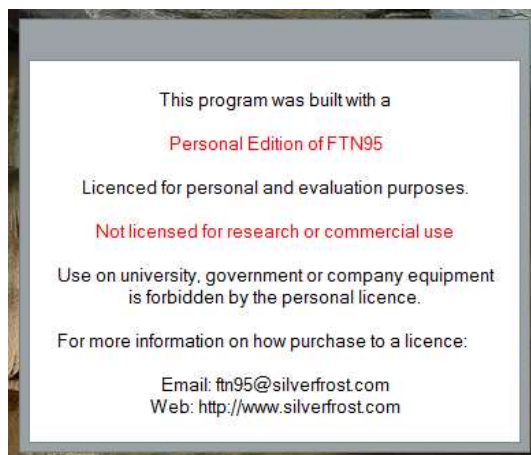 This program was built with a
Personal Edition of FTN95
Licenced for personal and evaluation purposes.
Not licensed for research or commercial use
Use on university, government or company equipment
is forbidden by the personal licence.
For more information on how purchase to a licence:
Email: ftn95@silverfrost.com
Web: http://www.silverfrost.com